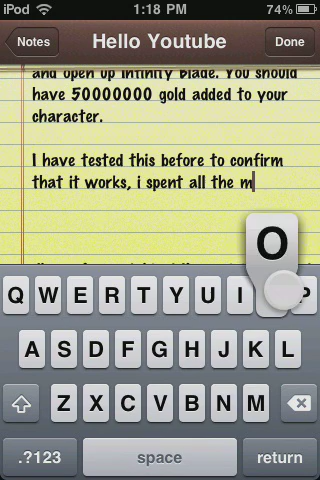 iPod 1:18 PM 74%
Notes Hello Youtube Done
and open up Infinity Blade. You should
have 50000000 gold added to your
character.
I have tested this before to confirm
that it works, i spent all the m
O
Q W E R T Y U I P
A S D F G H J K L
Z X C V B N M
.?123 space return